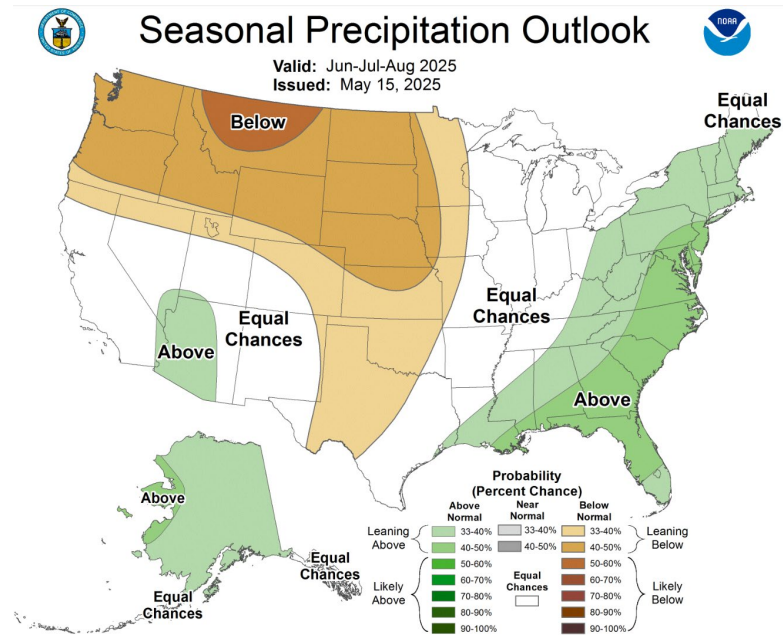 NOAA
Seasonal Precipitation Outlook
Valid: Jun-Jul-Aug 2025
Issued: May 15, 2025
Below
Equal
Chances
Equal
Chances
Equal
Chances
Above
Above
Above
Equal
Chances
Equal
Chances
Probability
(Percent Chance)
Above
Normal
Near
Normal
Below
Normal
Leaning
Above
33-40%
40-50%
33-40%
40-50%
33-40%
40-50%
Leaning
Below
Likely
Above
50-60%
60-70%
70-80%
80-90%
90-100%
Equal
Chances
50-60%
60-70%
70-80%
80-90%
90-100%
Likely
Below